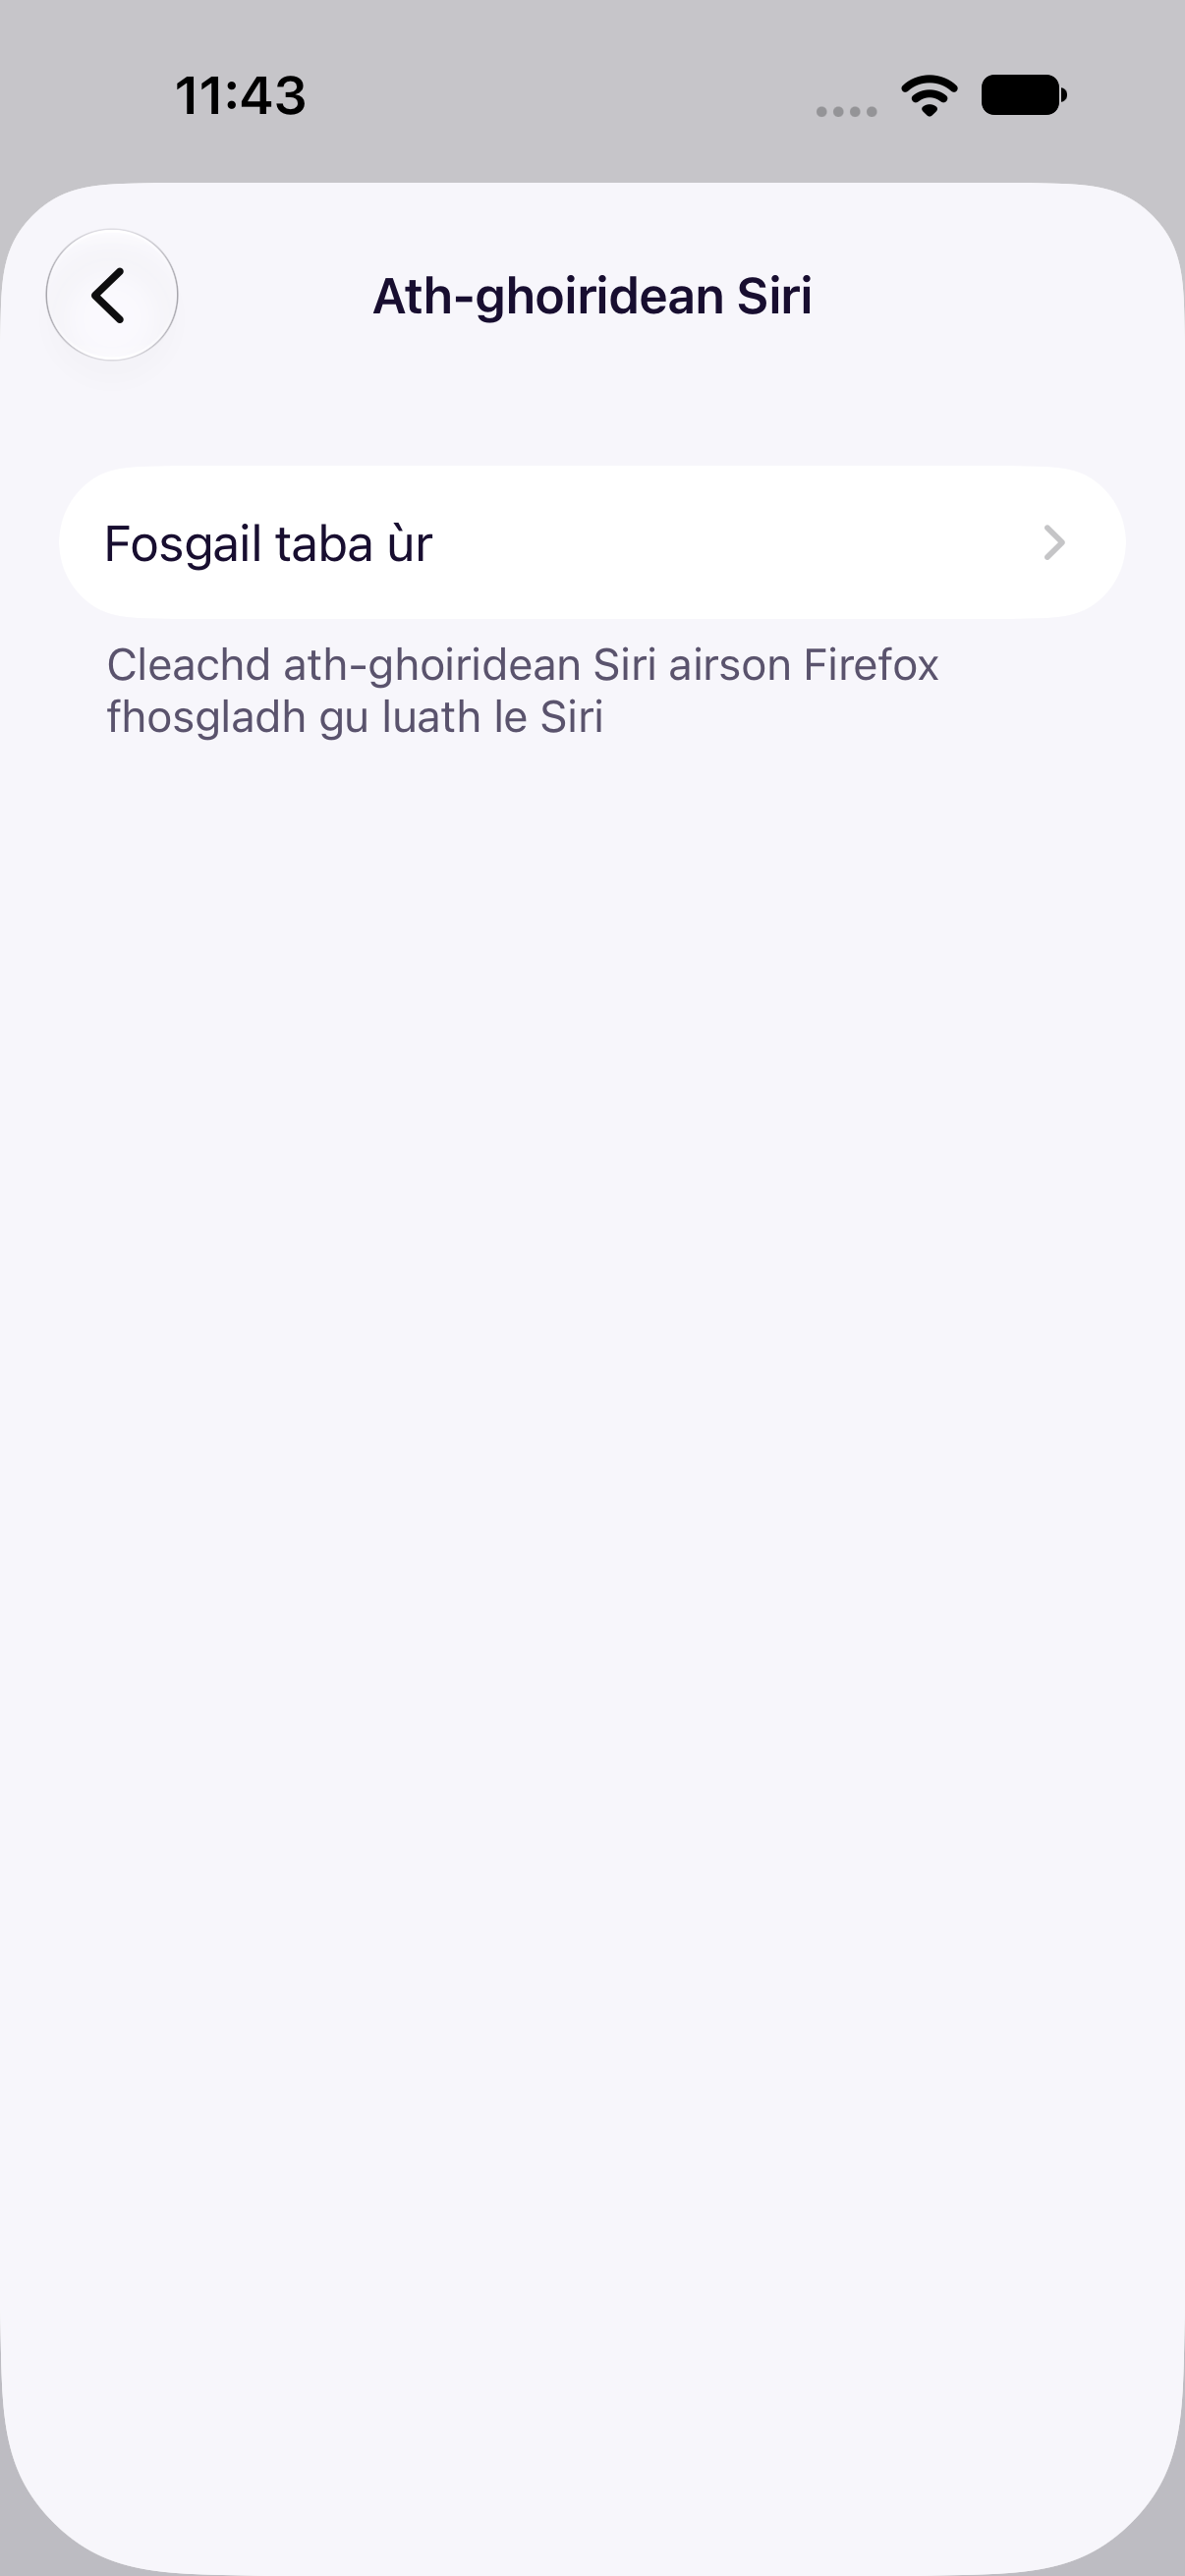 11:43
Ath-ghoiridean Siri
Fosgail taba ùr
Cleachd ath-ghoiridean Siri airson Firefox
fhosgladh gu luath le Siri